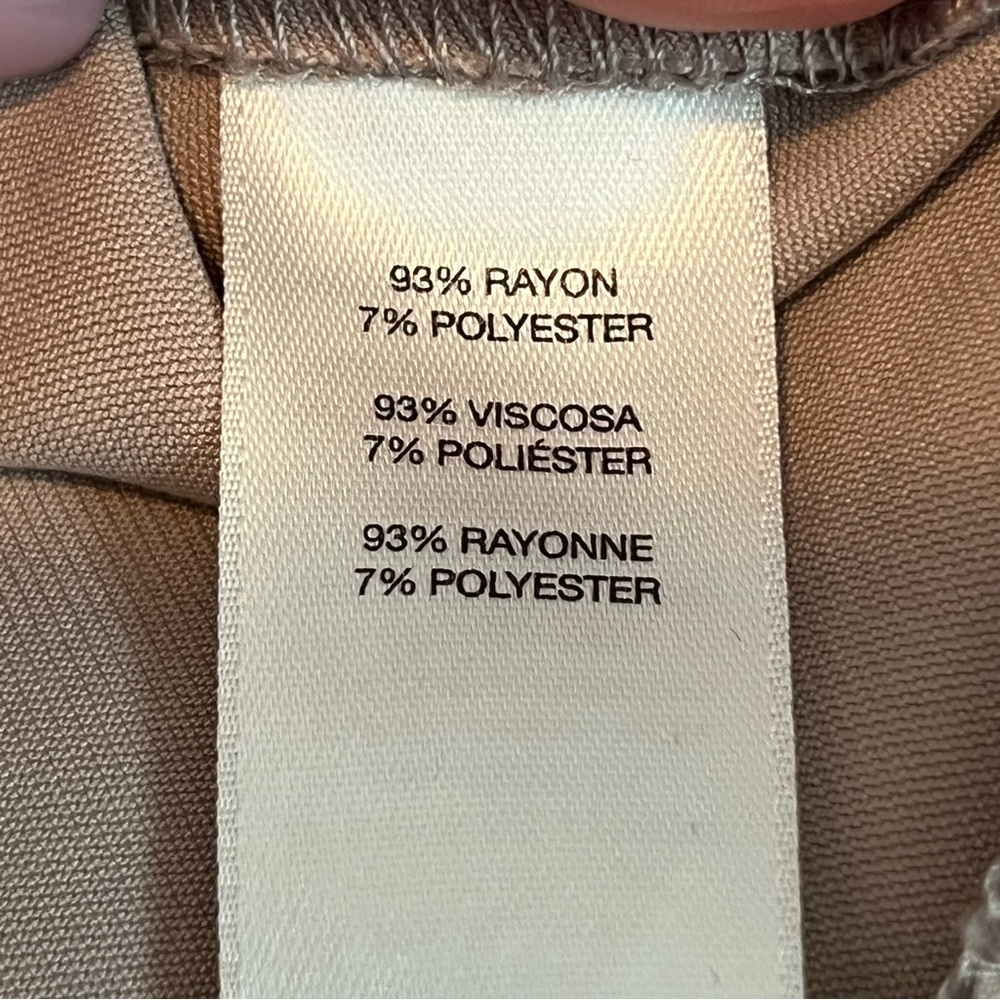 93% RAYON
7% POLYESTER
93% VISCOSA
7% POLIÉSTER
93% RAYONNE
7% POLYESTER